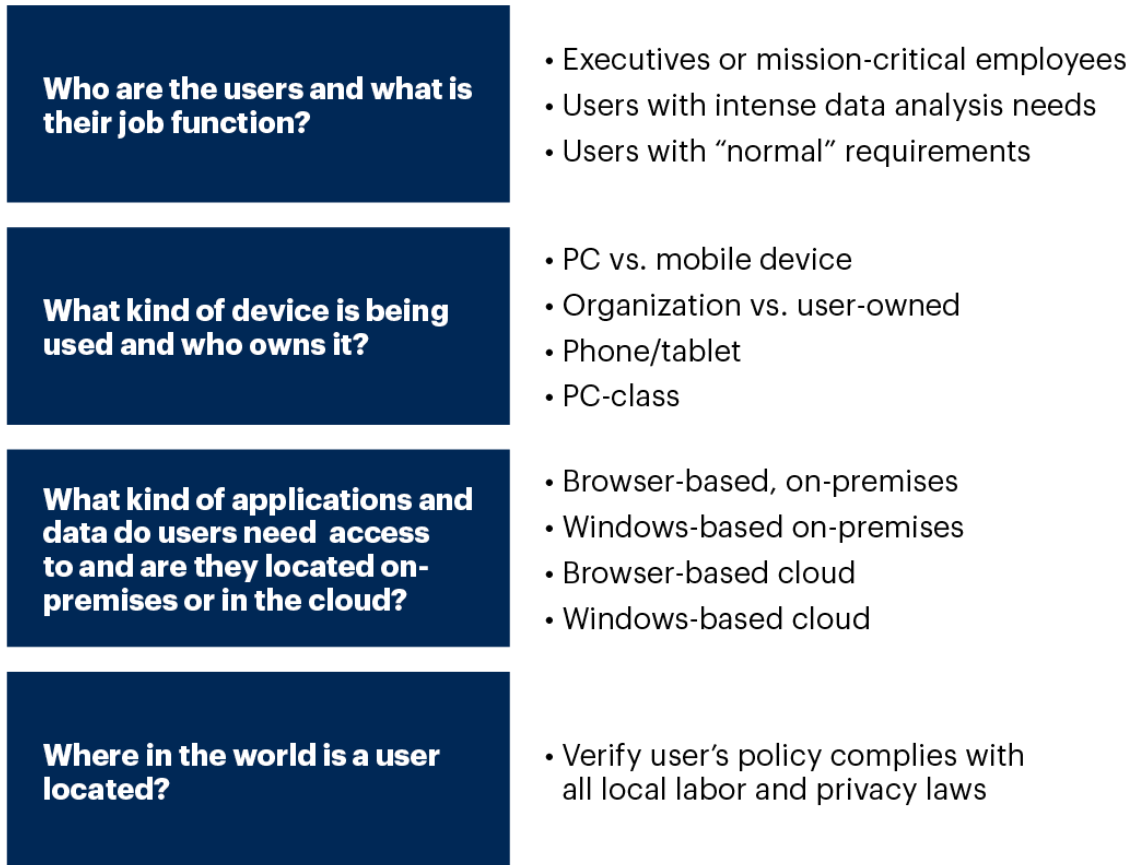 Who are the users and what is
their job function?
• Executives or mission-critical employees
• Users with intense data analysis needs
• Users with “normal” requirements
What kind of device is being
used and who owns it?
• PC vs. mobile device
• Organization vs. user-owned
• Phone/tablet
• PC-class
What kind of applications and
data do users need  access
to and are they located on-
premises or in the cloud?
• Browser-based, on-premises
• Windows-based on-premises
• Browser-based cloud
• Windows-based cloud
Where in the world is a user
located?
• Verify user’s policy complies with
all local labor and privacy laws